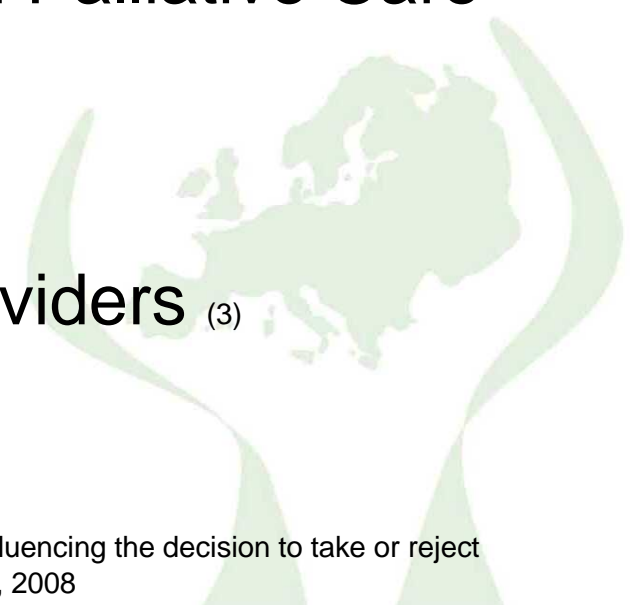 Palliative Care
viders (3)
luencing the decision to take or reject
, 2008